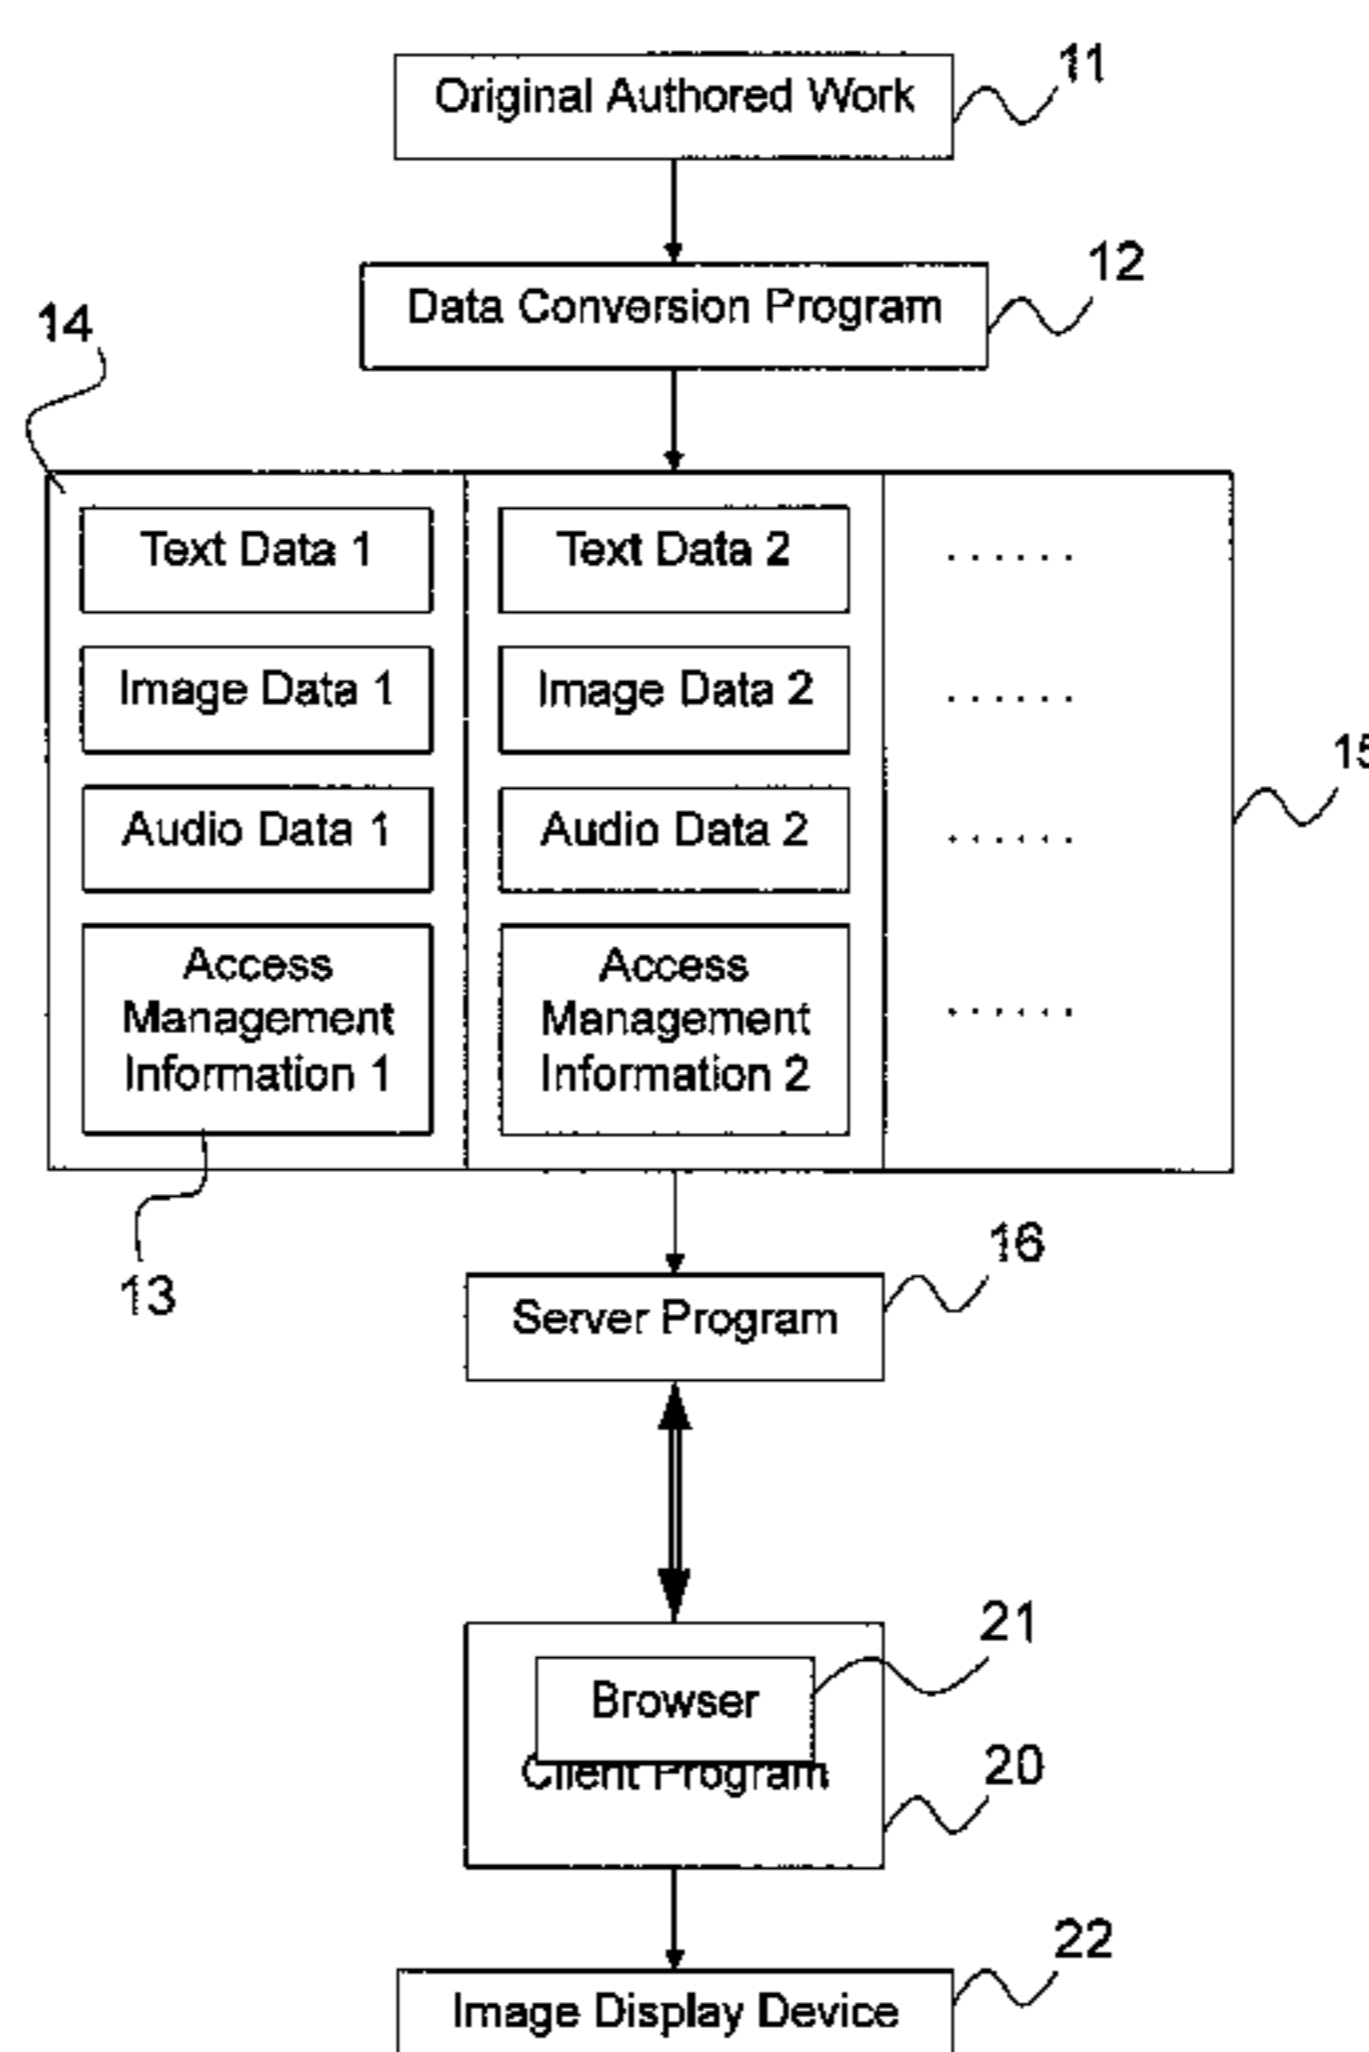 11
Original Authored Work
12
Data Conversion Program
14
Text Data 1
Text Data 2
......
Image Data 1
Image Data 2
......
15
Audio Data 1
Audio Data 2
......
Access
Management
Information 1
Access
Management
Information 2
......
13
16
Server Program
21
Browser
Client Program
20
22
Image Display Device